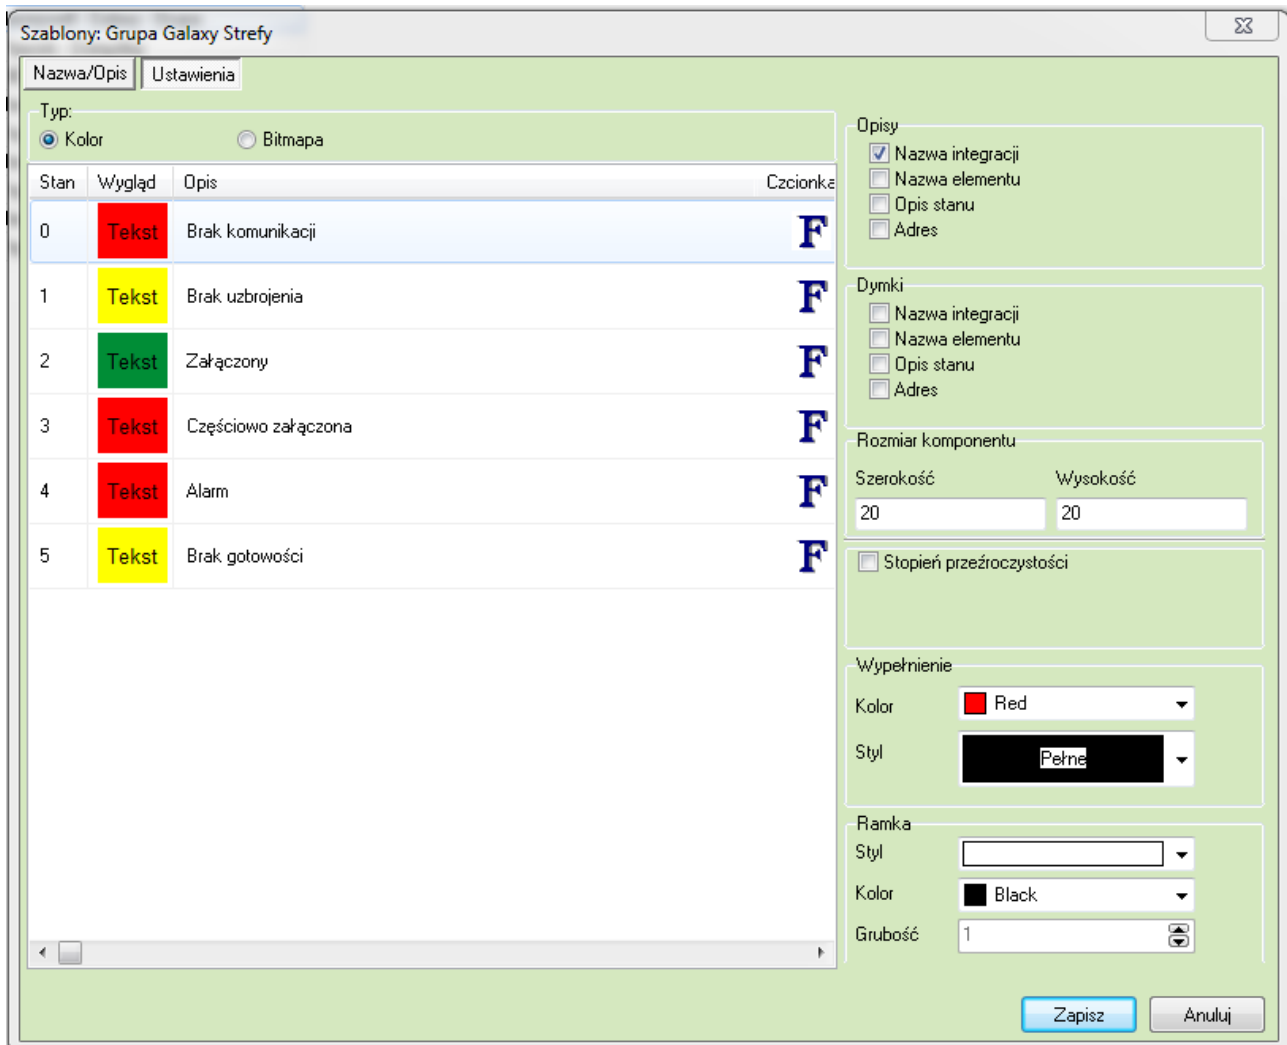 Szablony: Grupa Galaxy Strefy
Nazwa/Opis Ustawienia
Typ:
Kolor Bitmapa
Stan Wygląd Opis Czcionka
0 Tekst Brak komunikacji F
1 Tekst Brak uzbrojenia F
2 Tekst Załączony F
3 Tekst Częściowo załączona F
4 Tekst Alarm F
5 Tekst Brak gotowości F
Opisy
Nazwa integracji
Nazwa elementu
Opis stanu
Adres
Dymki
Nazwa integracji
Nazwa elementu
Opis stanu
Adres
Rozmiar komponentu
Szerokość Wysokość
20 20
Stopień przeźroczystości
Wypełnienie
Kolor Red
Styl Pełne
Ramka
Styl
Kolor Black
Grubość 1
Zapisz Anuluj